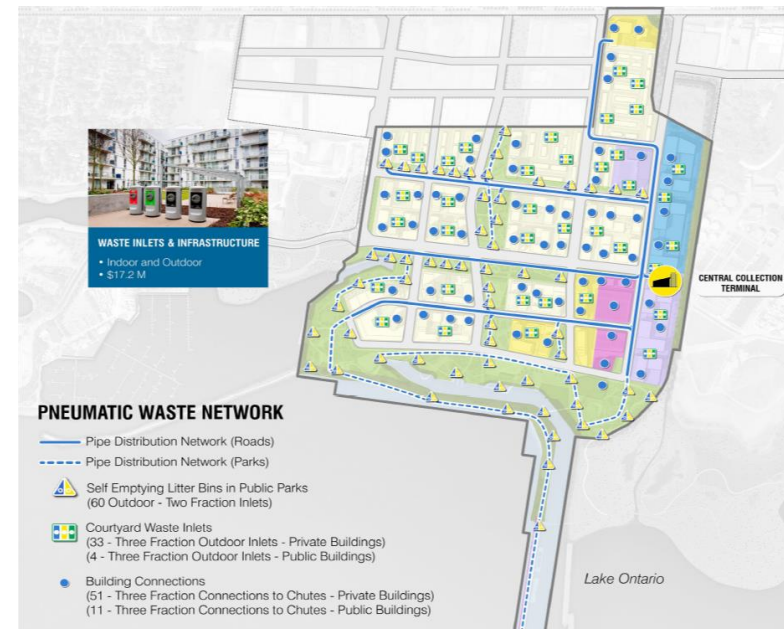 WASTE INLETS & INFRASTRUCTURE
• Indoor and Outdoor
• $17.2 M
CENTRAL COLLECTION
TERMINAL
PNEUMATIC WASTE NETWORK
Pipe Distribution Network (Roads)
Pipe Distribution Network (Parks)
Self Emptying Litter Bins in Public Parks
(60 Outdoor - Two Fraction Inlets)
Courtyard Waste Inlets
(33 - Three Fraction Outdoor Inlets - Private Buildings)
(4 - Three Fraction Outdoor Inlets - Public Buildings)
Building Connections
(51 - Three Fraction Connections to Chutes - Private Buildings)
(11 - Three Fraction Connections to Chutes - Public Buildings)
Lake Ontario